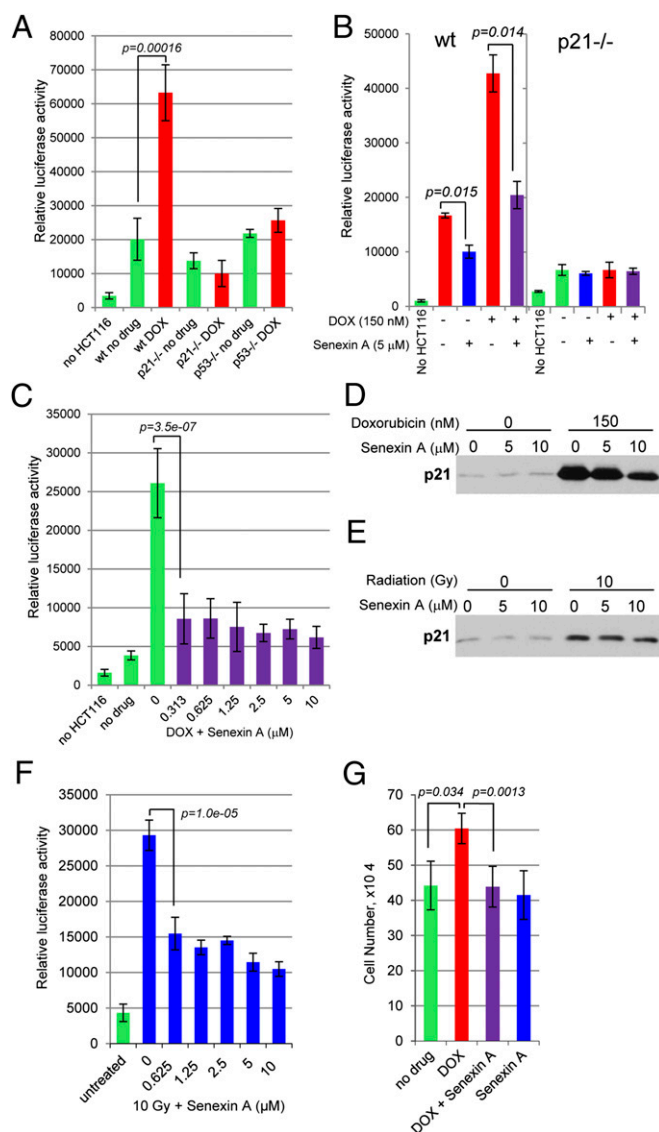 A
p=0.00016
Relative luciferase activity
80000
70000
60000
50000
40000
30000
20000
10000
0
no HCT116
wt no drug
wt DOX
p21-/- no drug
p21-/- DOX
p53-/- no drug
p53-/- DOX
B
wt
p21-/-
p=0.014
p=0.015
Relative luciferase activity
50000
40000
30000
20000
10000
0
DOX (150 nM)
No HCT116
- - + +
No HCT116
- - + +
Senexin A (5 μM)
- + - +
- + - +
C
p=3.5e-07
Relative luciferase activity
35000
30000
25000
20000
15000
10000
5000
0
no HCT116
no drug
0
0.313
0.625
1.25
2.5
5
10
DOX + Senexin A (μM)
D
Doxorubicin (nM) 0 150
Senexin A (μM) 0 5 10 0 5 10
p21
E
Radiation (Gy) 0 10
Senexin A (μM) 0 5 10 0 5 10
p21
F
p=1.0e-05
Relative luciferase activity
35000
30000
25000
20000
15000
10000
5000
0
untreated
0
0.625
1.25
2.5
5
10
10 Gy + Senexin A (μM)
G
p=0.034 p=0.0013
Cell Number, x10 4
70
60
50
40
30
20
10
0
no drug
DOX
DOX + Senexin A
Senexin A